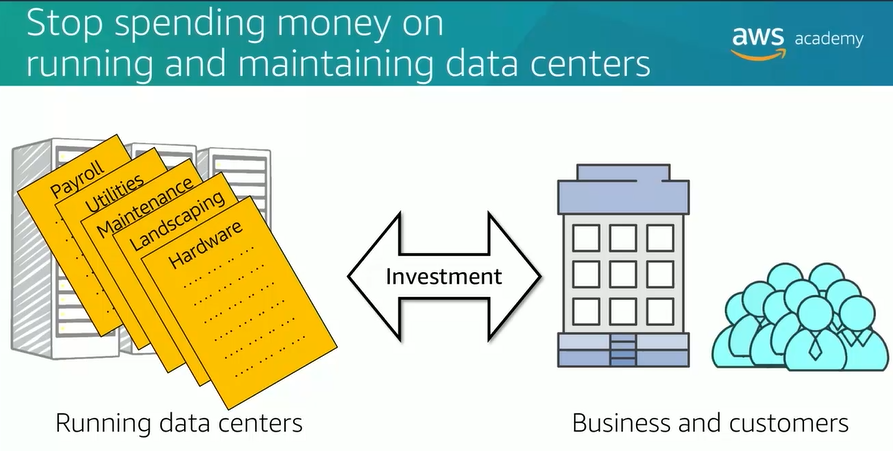 Stop spending money on
running and maintaining data centers
aws academy
Payroll
Utilities
Maintenance
Landscaping
Hardware
Investment
Running data centers
Business and customers